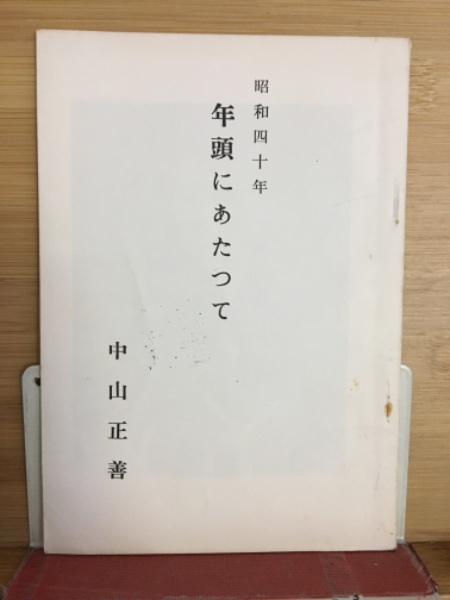 昭和四十年
年頭にあたつて
中山正善